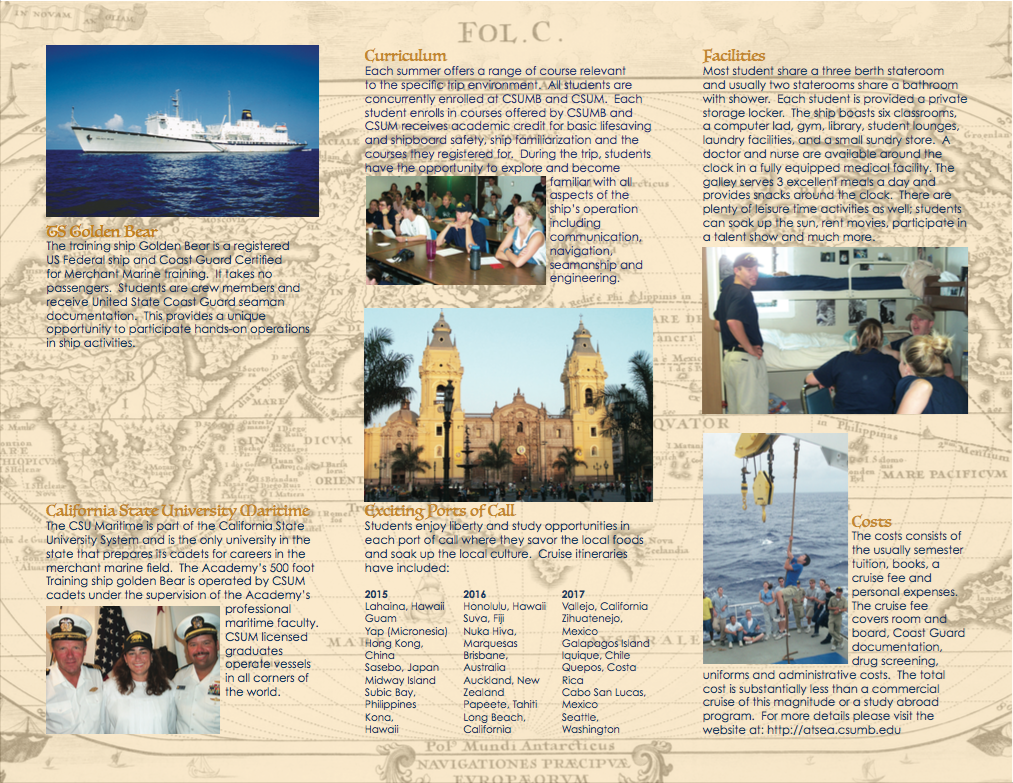 IN NOVAM
FOL.C.
TS Golden Bear
The training ship Golden Bear is a registered
US Federal ship and Coast Guard Certified
for Merchant Marine training.  It takes no
passengers.  Students are crew members and
receive United State Coast Guard seaman
documentation.  This provides a unique
opportunity to participate hands-on operations
in ship activities.
California State University Maritime
The CSU Maritime is part of the California State
University System and is the only university in the
state that prepares its cadets for careers in the
merchant marine field.  The Academy's 500 foot
Training ship golden Bear is operated by CSUM
cadets under the supervision of the Academy's
professional
maritime faculty.
CSUM licensed
graduates
operate vessels
in all corners of
the world.
Curriculum
Each summer offers a range of course relevant
to the specific trip environment.  All students are
concurrently enrolled at CSUMB and CSUM.  Each
student enrolls in courses offered by CSUMB and
CSUM receives academic credit for basic lifesaving
and shipboard safety, ship familiarization and the
courses they registered for.  During the trip, students
have the opportunity to explore and become
familiar with all
aspects of the
ship's operation
including
communication,
navigation,
seamanship and
engineering.
Exciting Ports of Call
Students enjoy liberty and study opportunities in
each port of call where they savor the local foods
and soak up the local culture.  Cruise itineraries
have included:
2015
Lahaina, Hawaii
Guam
Yap (Micronesia)
Hong Kong,
China
Sasebo, Japan
Midway Island
Subic Bay,
Philippines
Kona,
Hawaii
2016
Honolulu, Hawaii
Suva, Fiji
Nuka Hiva,
Marquesas
Brisbane,
Australia
Auckland, New
Zealand
Papeete, Tahiti
Long Beach,
California
2017
Vallejo, California
Zihuatenejo,
Mexico
Galapagos Island
Iquique, Chile
Quepos, Costa
Rica
Cabo San Lucas,
Mexico
Seattle,
Washington
Facilities
Most student share a three berth stateroom
and usually two staterooms share a bathroom
with shower.  Each student is provided a private
storage locker.  The ship boasts six classrooms,
a computer lad, gym, library, student lounges,
laundry facilities, and a small sundry store.  A
doctor and nurse are available around the
clock in a fully equipped medical facility. The
galley serves 3 excellent meals a day and
provides snacks around the clock.  There are
plenty of leisure time activities as well; students
can soak up the sun, rent movies, participate in
a talent show and much more.
Costs
The costs consists of
the usually semester
tuition, books, a
cruise fee and
personal expenses.
The cruise fee
covers room and
board, Coast Guard
documentation,
drug screening,
uniforms and administrative costs.  The total
cost is substantially less than a commercial
cruise of this magnitude or a study abroad
program.  For more details please visit the
website at: http://atsea.csumb.edu
MARE PACIFICVM
Pol⁹ Mundi Antarcticus
NAVIGATIONES PRÆCIPVÆ
EVROPÆORVM